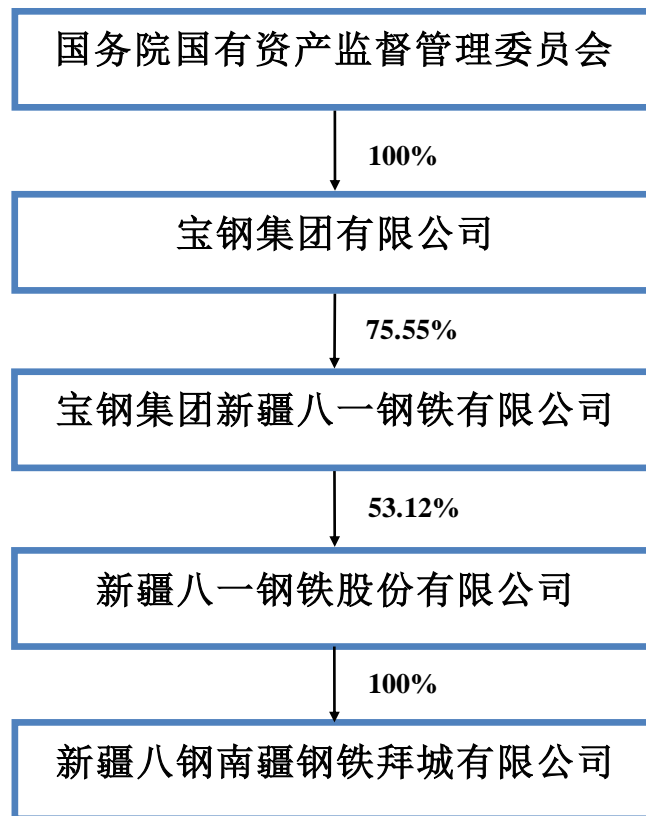 国务院国有资产监督管理委员会
100%
宝钢集团有限公司
75.55%
宝钢集团新疆八一钢铁有限公司
53.12%
新疆八一钢铁股份有限公司
100%
新疆八钢南疆钢铁拜城有限公司